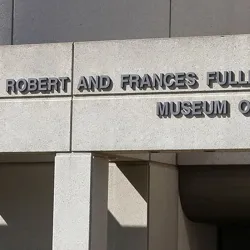 ROBERT AND FRANCES FULL
MUSEUM O